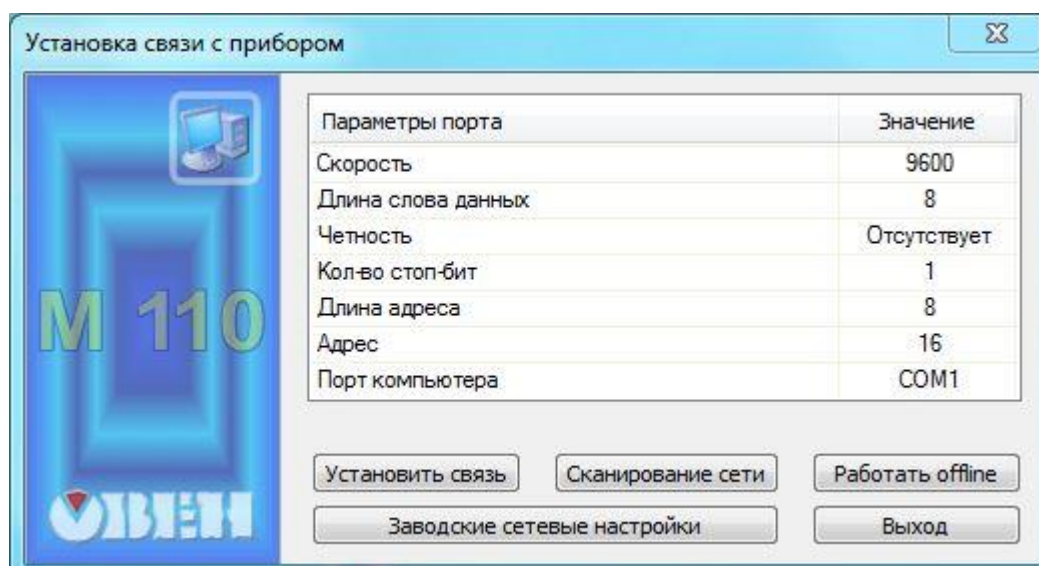 Установка связи с прибором
M 110
ОВЕН
Параметры порта Значение
Скорость 9600
Длина слова данных 8
Четность Отсутствует
Кол-во стоп-бит 1
Длина адреса 8
Адрес 16
Порт компьютера COM1
Установить связь Сканирование сети Работать offline
Заводские сетевые настройки Выход